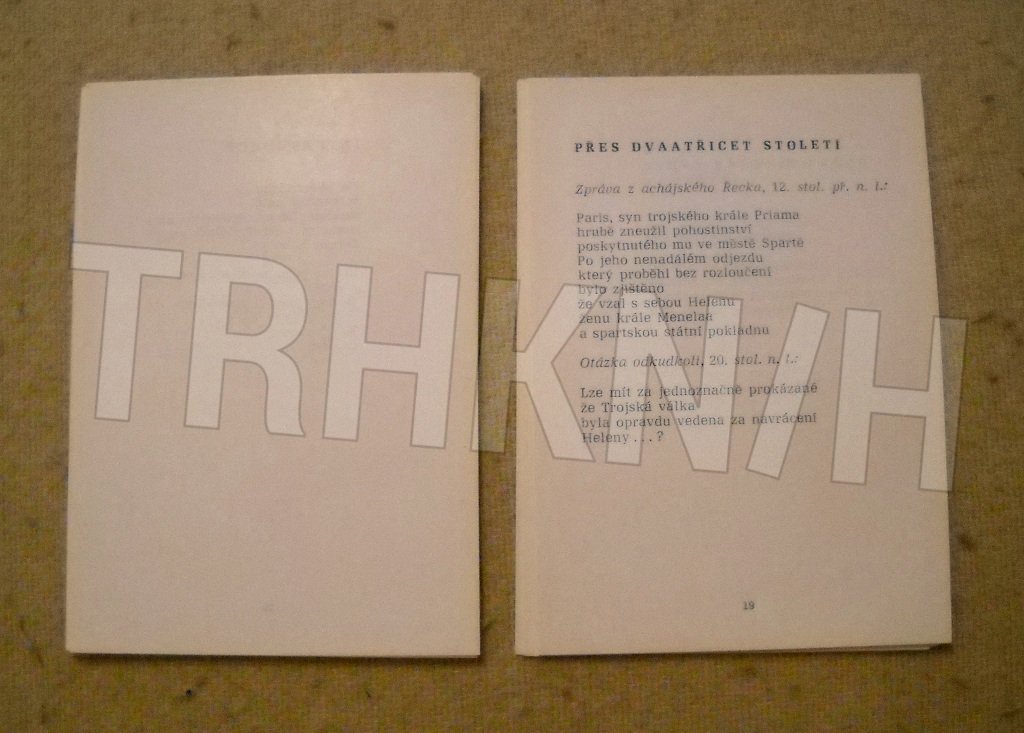 PŘES DVAATŘICET STOLETÍ
Zpráva z achájského Řecka, 12. stol. př. n. l.:
Paris, syn trojského krále Priama
hrubě zneužil pohostinství
poskytnutého mu ve městě Spartě
Po jeho nenadálém odjezdu
který proběhl bez rozloučení
bylo zjištěno
že vzal s sebou Helenu
ženu krále Menelaa
a spartskou státní pokladnu
Otázka odkudkoli, 20. stol. n. l.:
Lze mít za jednoznačně prokázané
že Trojská válka
byla opravdu vedena za navrácení
Heleny . . . ?
19
TRHKNIH